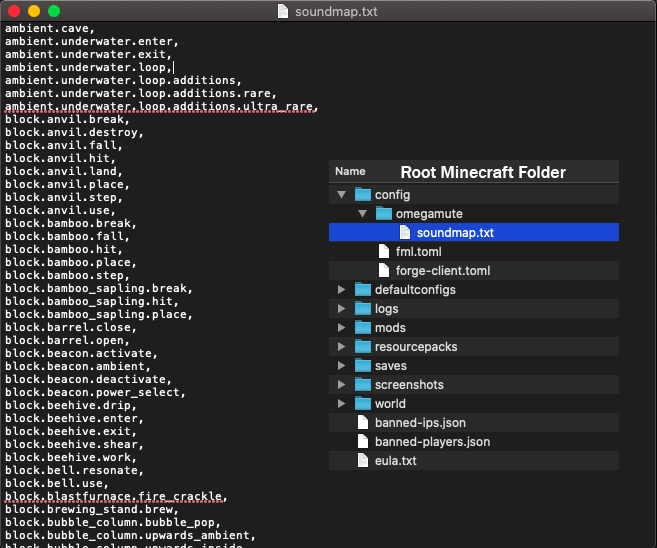 soundmap.txt
ambient.cave,
ambient.underwater.enter,
ambient.underwater.exit,
ambient.underwater.loop,
ambient.underwater.loop.additions,
ambient.underwater.loop.additions.rare,
ambient.underwater.loop.additions.ultra_rare,
block.anvil.break,
block.anvil.destroy,
block.anvil.fall,
block.anvil.hit,
block.anvil.land,
block.anvil.place,
block.anvil.step,
block.anvil.use,
block.bamboo.break,
block.bamboo.fall,
block.bamboo.hit,
block.bamboo.place,
block.bamboo.step,
block.bamboo_sapling.break,
block.bamboo_sapling.hit,
block.bamboo_sapling.place,
block.barrel.close,
block.barrel.open,
block.beacon.activate,
block.beacon.ambient,
block.beacon.deactivate,
block.beacon.power_select,
block.beehive.drip,
block.beehive.enter,
block.beehive.exit,
block.beehive.shear,
block.beehive.work,
block.bell.resonate,
block.bell.use,
block.blastfurnace.fire_crackle,
block.brewing_stand.brew,
block.bubble_column.bubble_pop,
block.bubble_column.upwards_ambient,
block.bubble_column.upwards_inside,
Name Root Minecraft Folder
config
omegamute
soundmap.txt
fml.toml
forge-client.toml
defaultconfigs
logs
mods
resourcepacks
saves
screenshots
world
banned-ips.json
banned-players.json
eula.txt